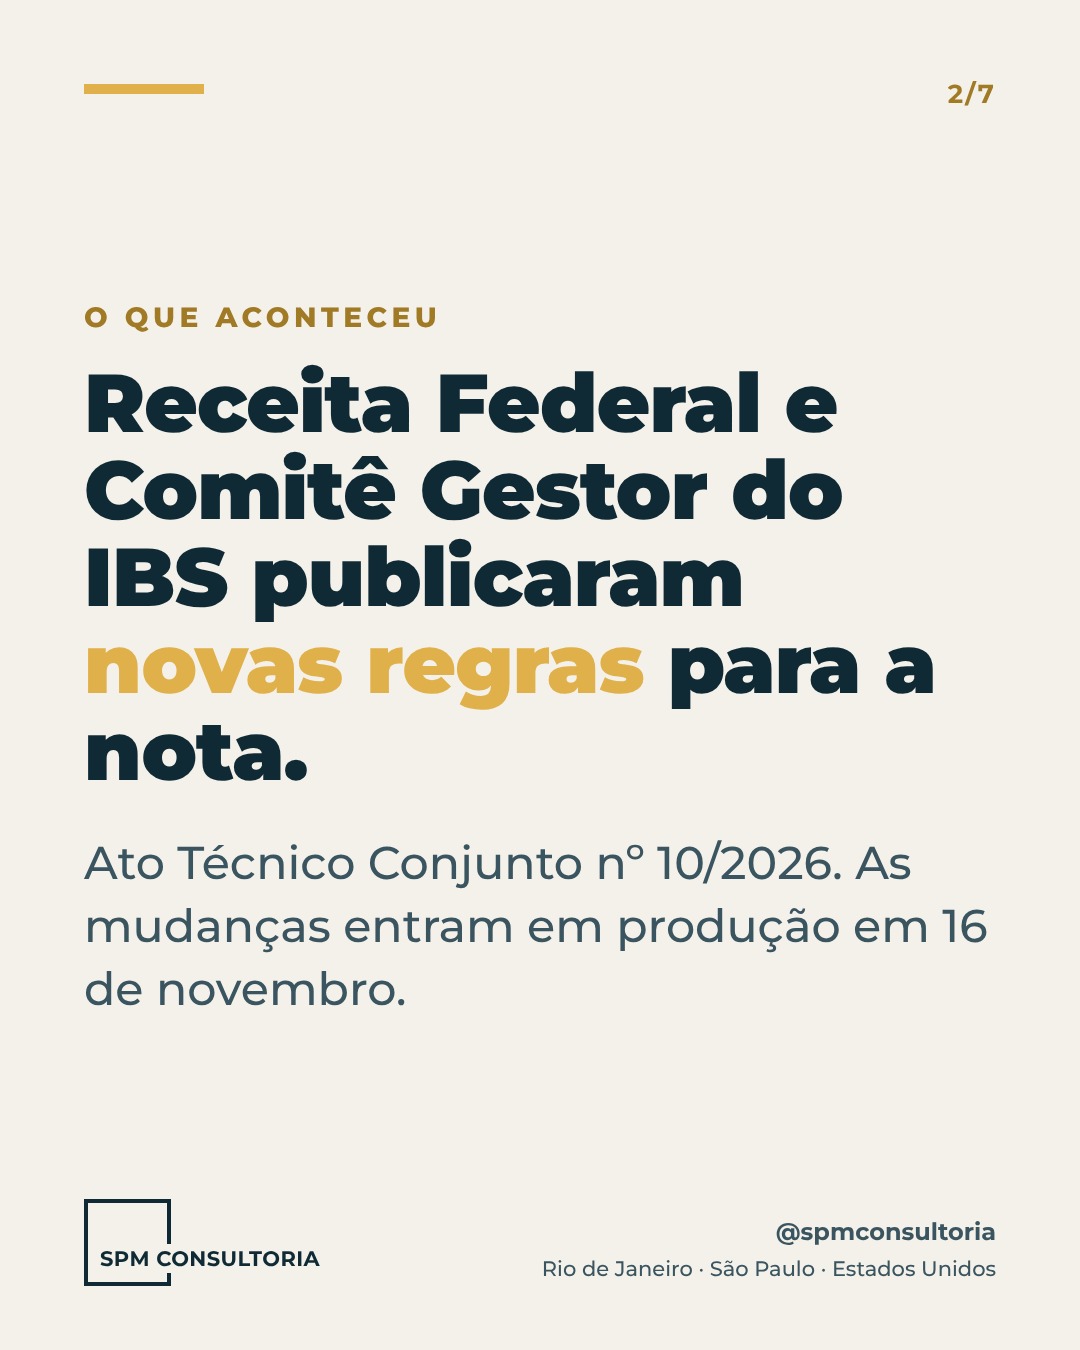 2/7
O QUE ACONTECEU
Receita Federal e
Comitê Gestor do
IBS publicaram
novas regras para a
nota.
Ato Técnico Conjunto nº 10/2026. As
mudanças entram em produção em 16
de novembro.
SPM CONSULTORIA
@spmconsultoria
Rio de Janeiro · São Paulo · Estados Unidos